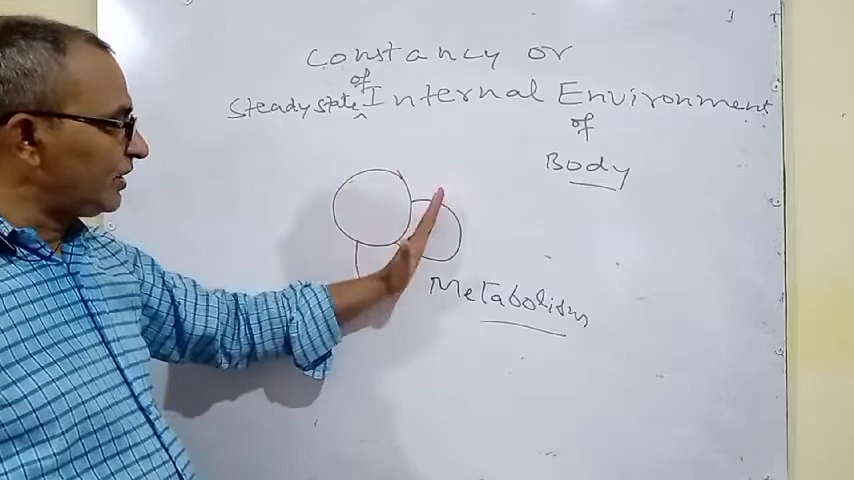 Constancy or
of
Steady state ^ Internal Environment
of
Body
Metabolism